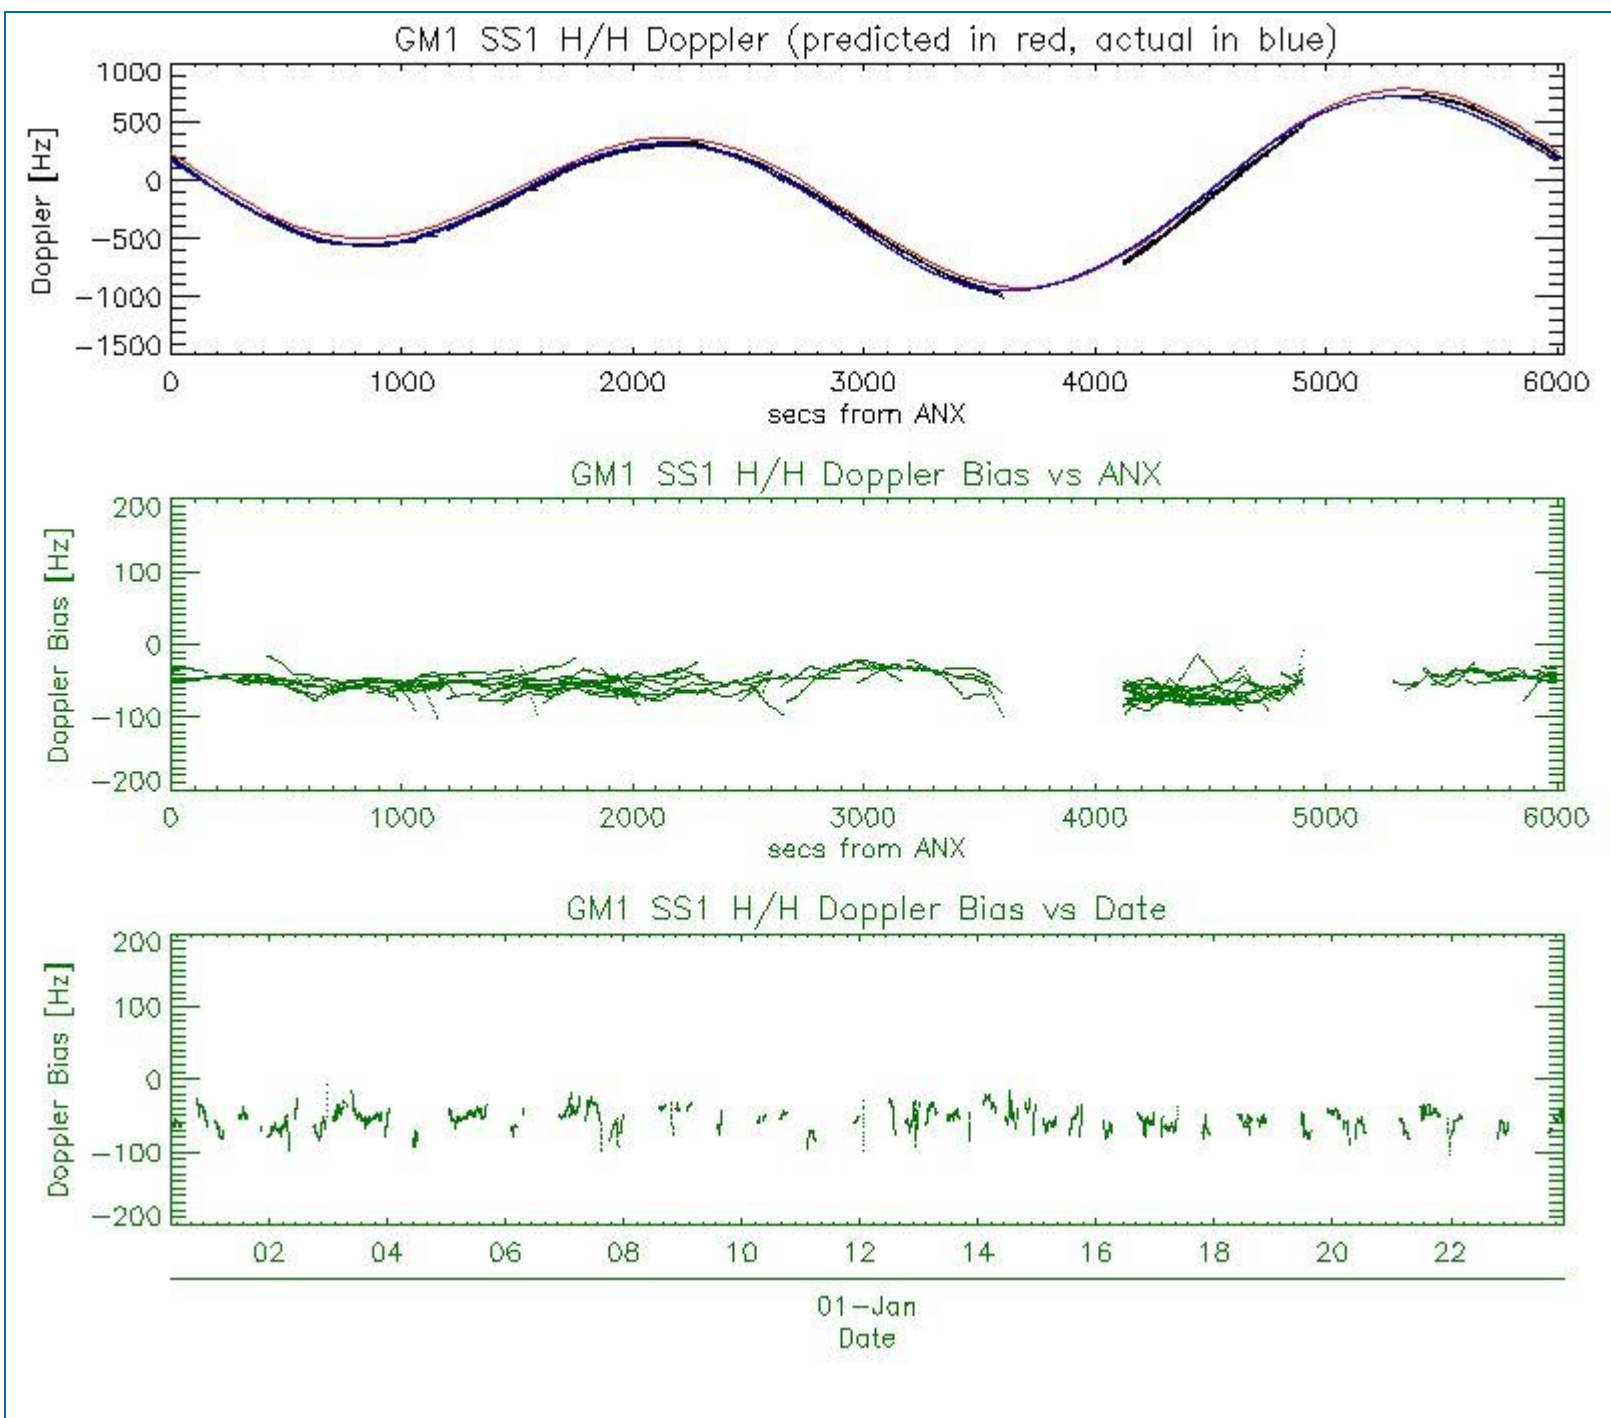 GM1 SS1 H/H Doppler (predicted in red, actual in blue)
Doppler [Hz]
1000
500
0
−500
−1000
−1500
0 1000 2000 3000 4000 5000 6000
secs from ANX
GM1 SS1 H/H Doppler Bias vs ANX
Doppler Bias [Hz]
200
100
0
−100
−200
0 1000 2000 3000 4000 5000 6000
secs from ANX
GM1 SS1 H/H Doppler Bias vs Date
Doppler Bias [Hz]
200
100
0
−100
−200
02 04 06 08 10 12 14 16 18 20 22
01−Jan
Date